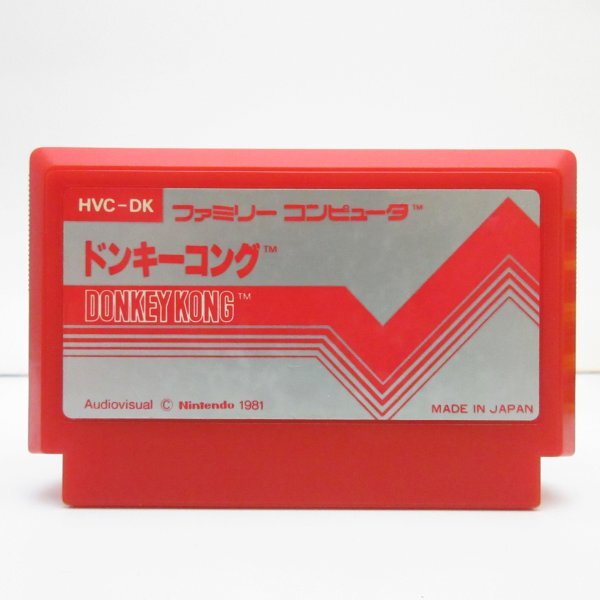 HVC-DK ファミリー コンピュータ™
ドンキーコング™
DONKEY KONG™
Audiovisual © Nintendo 1981
MADE IN JAPAN